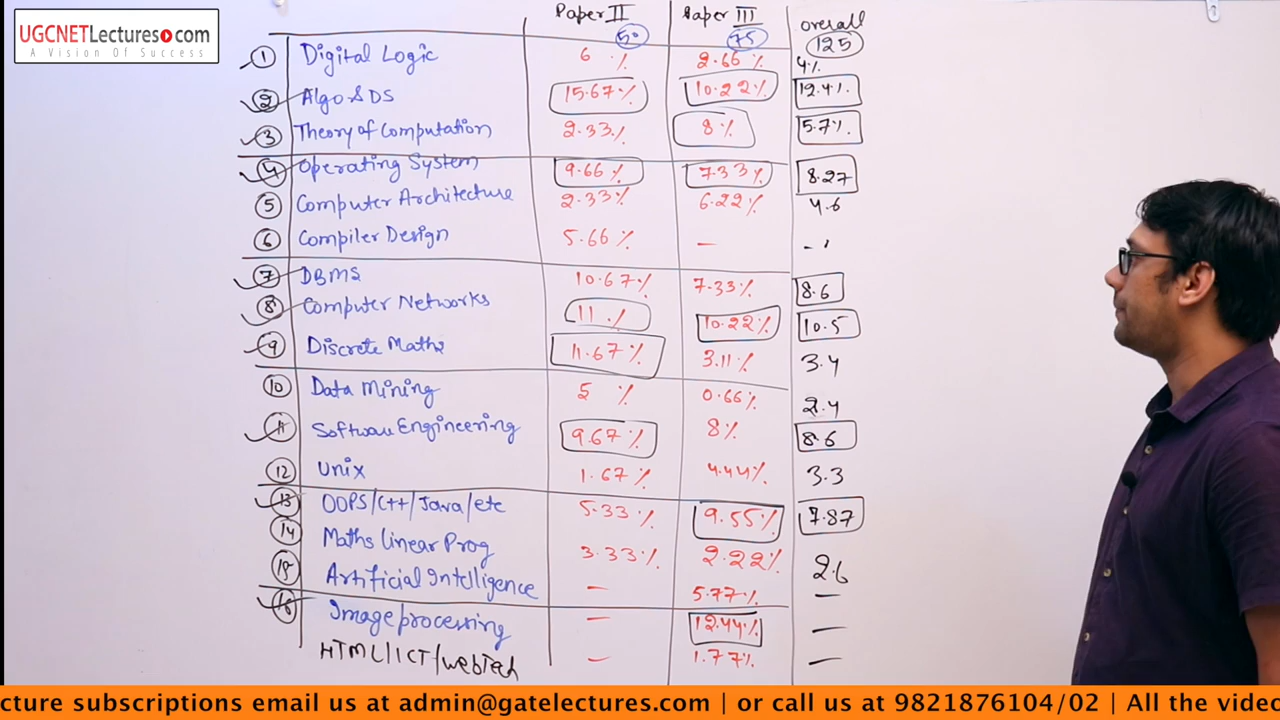 UGCNETLectures.com
A Vision Of Success
Paper II Paper III overall
50 75 125
1 Digital Logic 6 % 2.66 % 4%
2 Algo & DS 15.67% 10.22% 12.4%
3 Theory of Computation 2.33% 8 % 5.7%
4 Operating System 9.66 % 7.33% 8.27
5 Computer Architecture 2.33% 6.22% 4.6
6 Compiler Design 5.66 % — –
7 DBMS 10.67% 7.33% 8.6
8 Computer Networks 11 % 10.22% 10.5
9 Discrete Maths 11.67% 3.11% 3.4
10 Data Mining 5 % 0.66% 2.4
11 Software Engineering 9.67% 8% 8.6
12 Unix 1.67% 4.44% 3.3
13 OOPS/C++/Java/etc 5.33% 9.55% 7.87
14 Maths linear Prog 3.33% 2.22% 2.6
15 Artificial Intelligence — 5.77% —
16 Image processing — 12.44% —
HTML/ICT/WebTech — 1.77% —
cture subscriptions email us at admin@gatelectures.com | or call us at 9821876104/02 | All the video